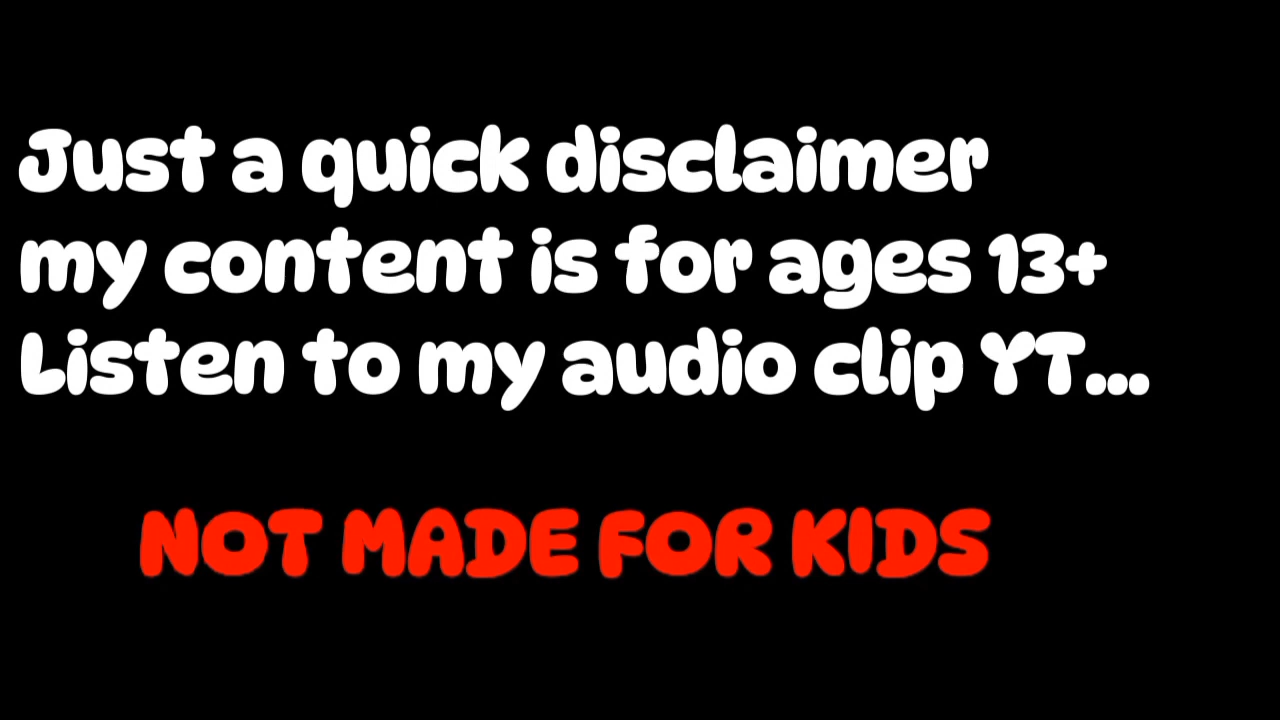 Just a quick disclaimer
my content is for ages 13+
Listen to my audio clip YT...
NOT MADE FOR KIDS